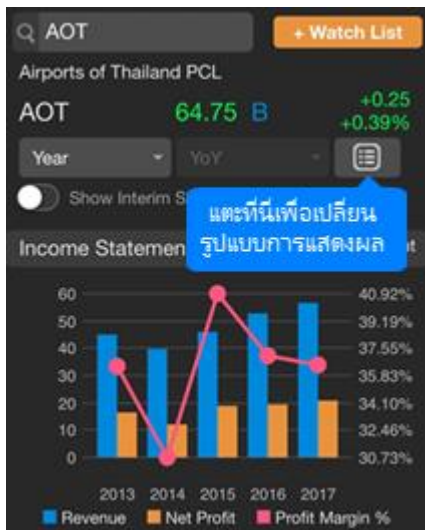 AOT
+ Watch List
Airports of Thailand PCL
AOT 64.75 B +0.25
+0.39%
Year YoY
Show Interim S
แตะที่นี่เพื่อเปลี่ยน
รูปแบบการแสดงผล
Income Statemen t
60 40.92%
50 39.19%
40 37.55%
30 35.83%
20 34.10%
10 32.46%
0 30.73%
2013 2014 2015 2016 2017
Revenue Net Profit Profit Margin %